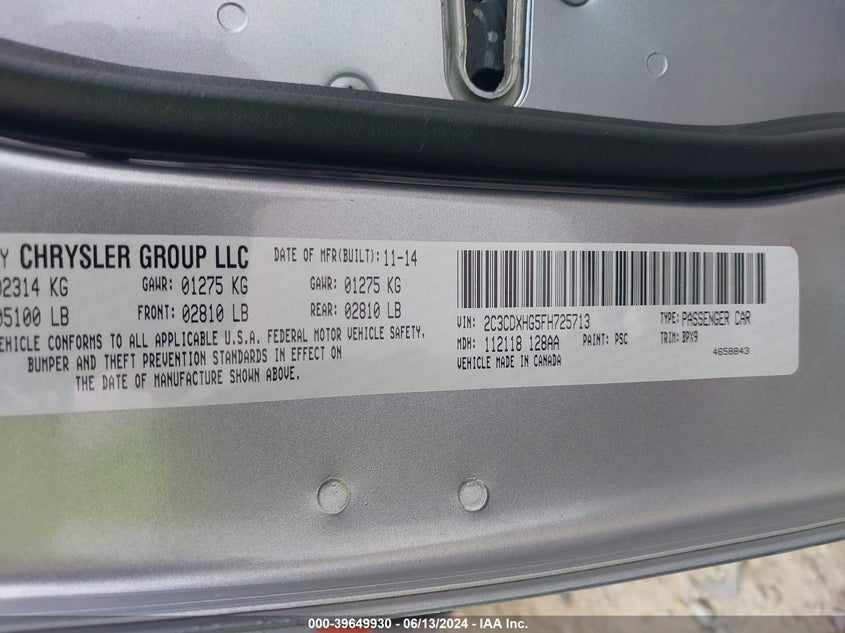 Y CHRYSLER GROUP LLC DATE OF MFR(BUILT): 11-14
02314 KG GAWR: 01275 KG GAWR: 01275 KG
05100 LB FRONT: 02810 LB REAR: 02810 LB
VEHICLE CONFORMS TO ALL APPLICABLE U.S.A. FEDERAL MOTOR VEHICLE SAFETY,
BUMPER AND THEFT PREVENTION STANDARDS IN EFFECT ON
THE DATE OF MANUFACTURE SHOWN ABOVE.
VIN: 2C3CDXHG5FH725713 TYPE: PASSENGER CAR
MDH: 112118 128AA PAINT: PSC TRIM: BPX9
VEHICLE MADE IN CANADA 4658843
000-39649930 - 06/13/2024 - IAA Inc.